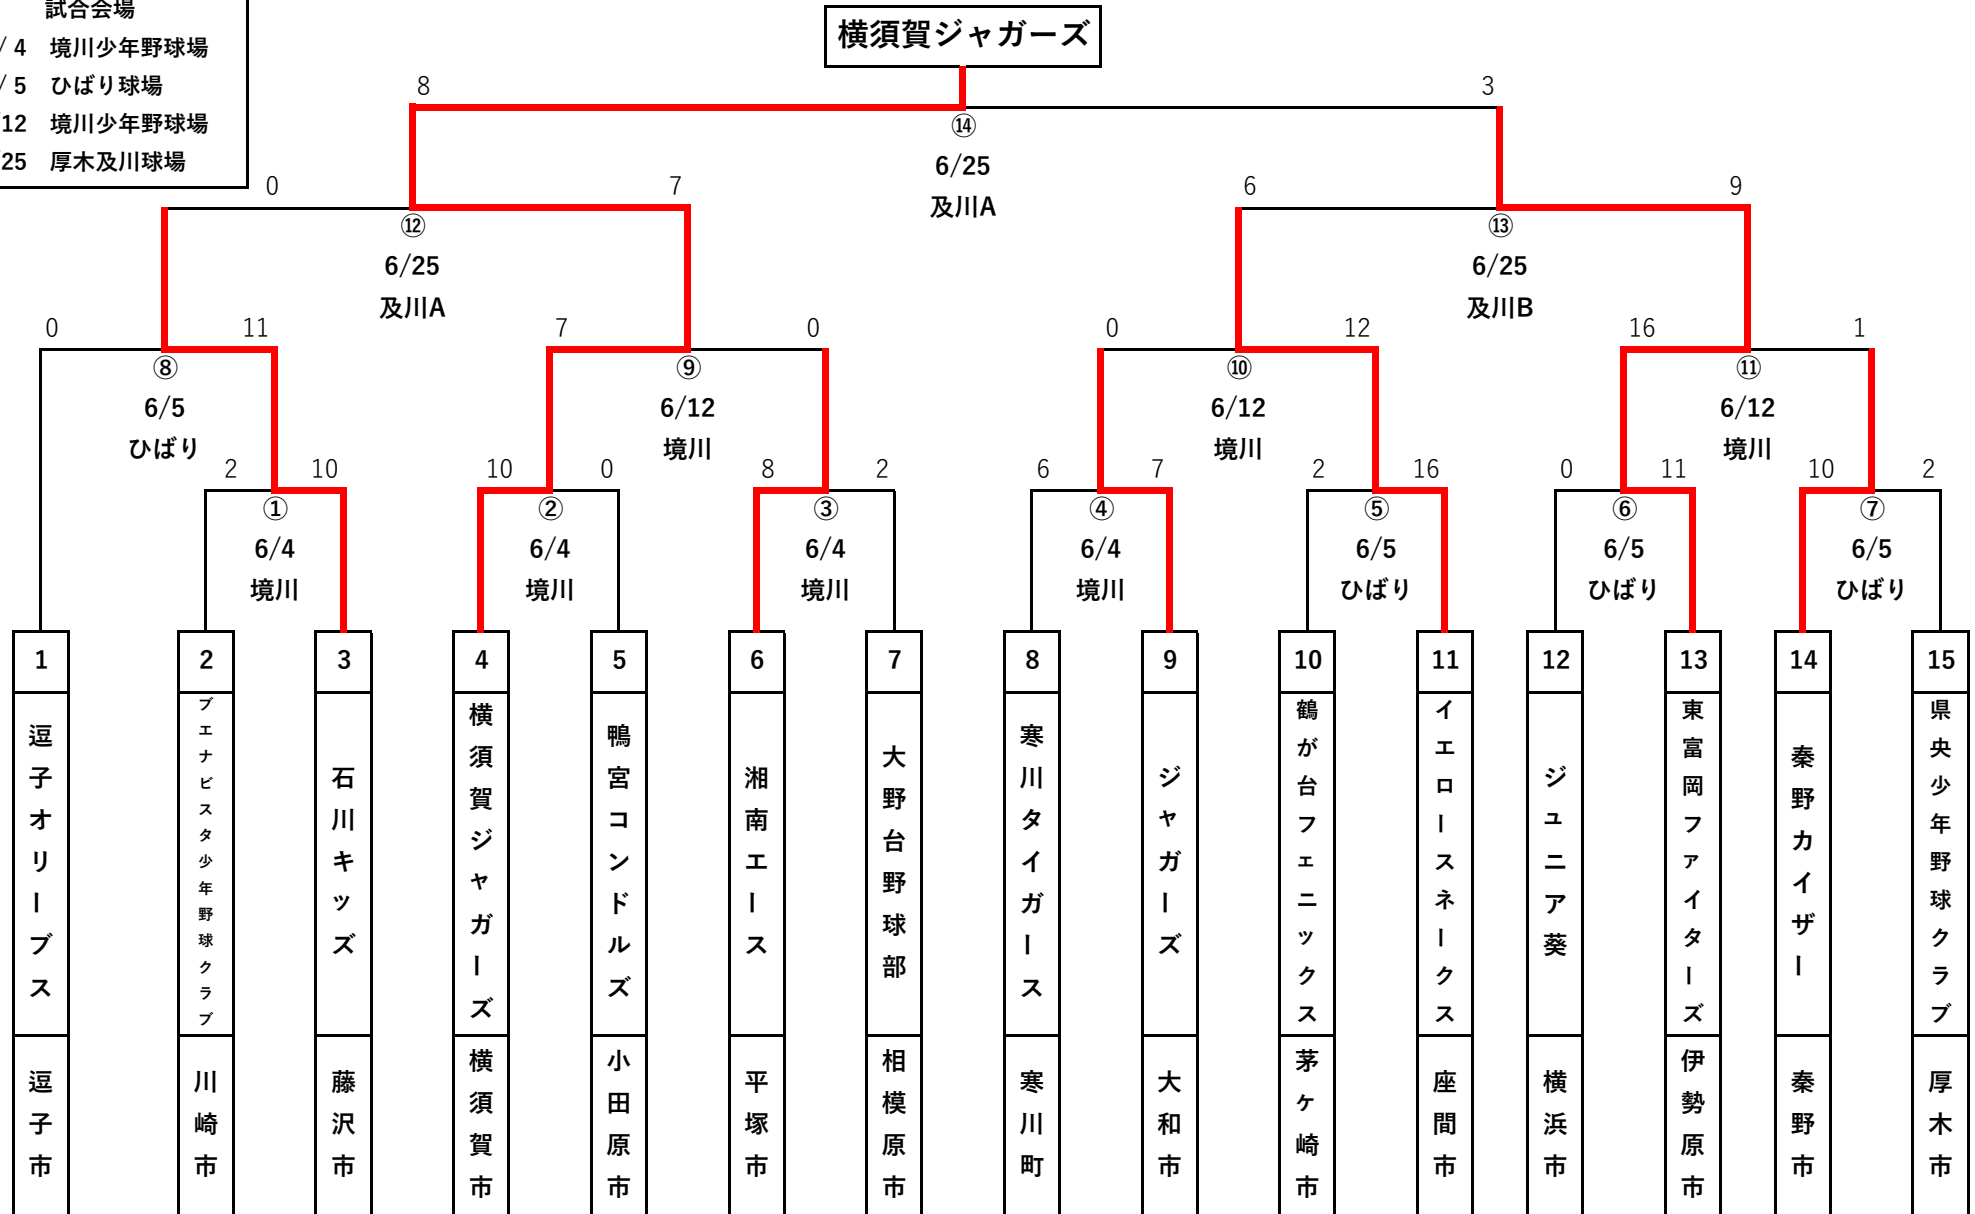 試合会場
/ 4 境川少年野球場
/ 5 ひばり球場
12 境川少年野球場
25 厚木及川球場
横須賀ジャガーズ
8 3
⑭
6/25
及川A
0 7 6 9
⑫ ⑬
6/25 6/25
及川A 及川B
0 11 7 0 0 12 16 1
⑧ ⑨ ⑩ ⑪
6/5 6/12 6/12 6/12
ひばり 境川 境川 境川
2 10 10 0 8 2 6 7 2 16 0 11 10 2
① ② ③ ④ ⑤ ⑥ ⑦
6/4 6/4 6/4 6/4 6/5 6/5 6/5
境川 境川 境川 境川 ひばり ひばり ひばり
1 2 3 4 5 6 7 8 9 10 11 12 13 14 15
逗子オリーブス
ブエナビスタ少年野球クラブ
石川キッズ
横須賀ジャガーズ
鴨宮コンドルズ
湘南エース
大野台野球部
寒川タイガース
ジャガーズ
鶴が台フェニックス
イエロースネークス
ジュニア葵
東富岡ファイターズ
秦野カイザー
県央少年野球クラブ
逗子市
川崎市
藤沢市
横須賀市
小田原市
平塚市
相模原市
寒川町
大和市
茅ヶ崎市
座間市
横浜市
伊勢原市
秦野市
厚木市